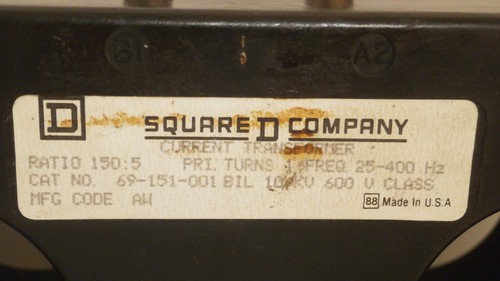 A2
D SQUARE D COMPANY
CURRENT TRANSFORMER
RATIO 150:5 PRI. TURNS FREQ 25-400 Hz
CAT NO. 69-151-001 BIL 600 V CLASS
MFG CODE AW 88 Made In U.S.A